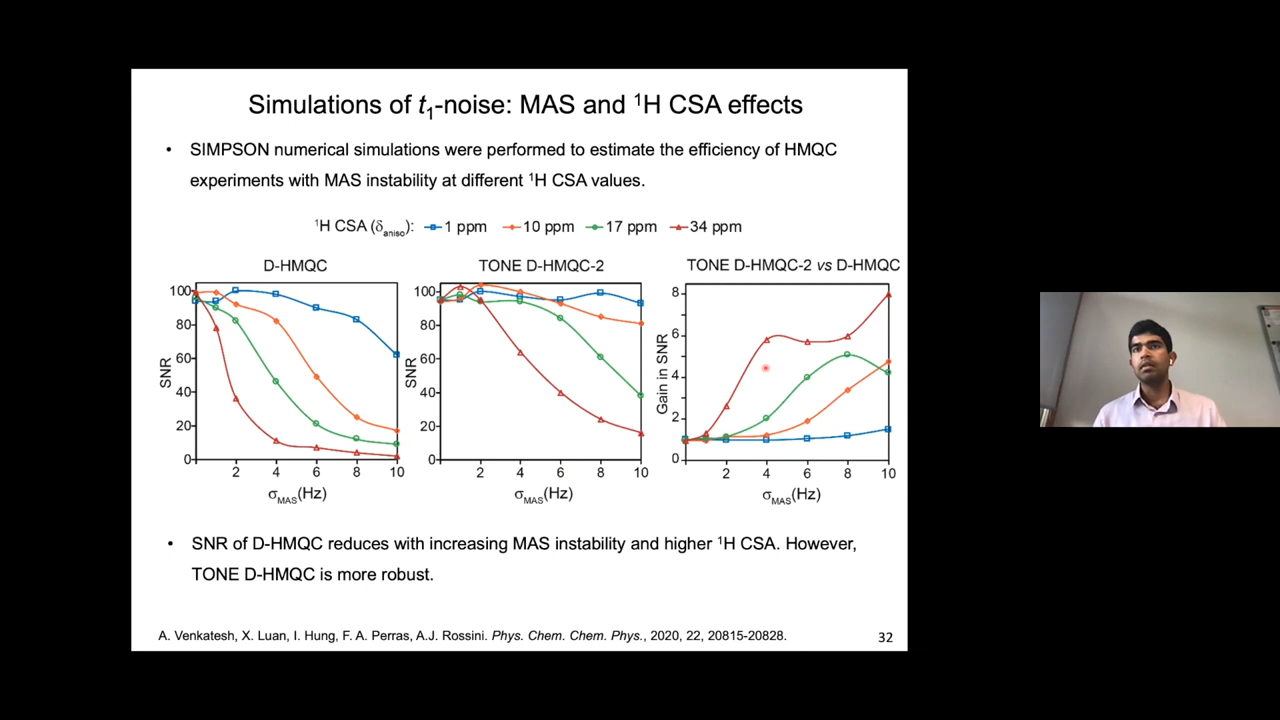 Simulations of t1-noise: MAS and 1H CSA effects
• SIMPSON numerical simulations were performed to estimate the efficiency of HMQC
experiments with MAS instability at different 1H CSA values.
1H CSA (δaniso): 1 ppm 10 ppm 17 ppm 34 ppm
D-HMQC
100
80
60
40
20
0
SNR
2 4 6 8 10
σMAS(Hz)
TONE D-HMQC-2
100
80
60
40
20
0
SNR
2 4 6 8 10
σMAS(Hz)
TONE D-HMQC-2 vs D-HMQC
8
6
4
2
0
Gain in SNR
2 4 6 8 10
σMAS(Hz)
• SNR of D-HMQC reduces with increasing MAS instability and higher 1H CSA. However,
TONE D-HMQC is more robust.
A. Venkatesh, X. Luan, I. Hung, F. A. Perras, A.J. Rossini. Phys. Chem. Chem. Phys., 2020, 22, 20815-20828.
32